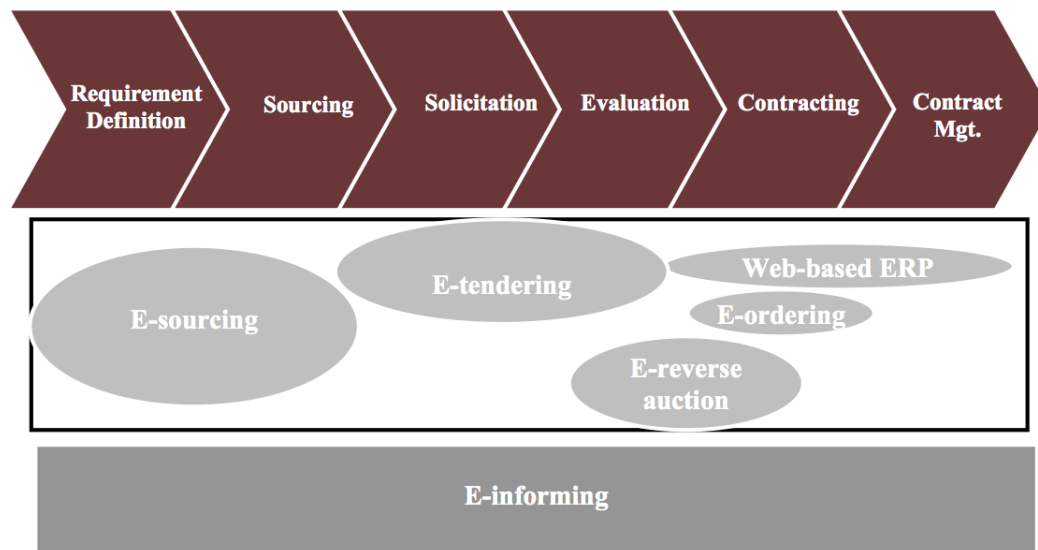 Requirement
Definition
Sourcing
Solicitation
Evaluation
Contracting
Contract
Mgt.
E-sourcing
E-tendering
Web-based ERP
E-ordering
E-reverse
auction
E-informing